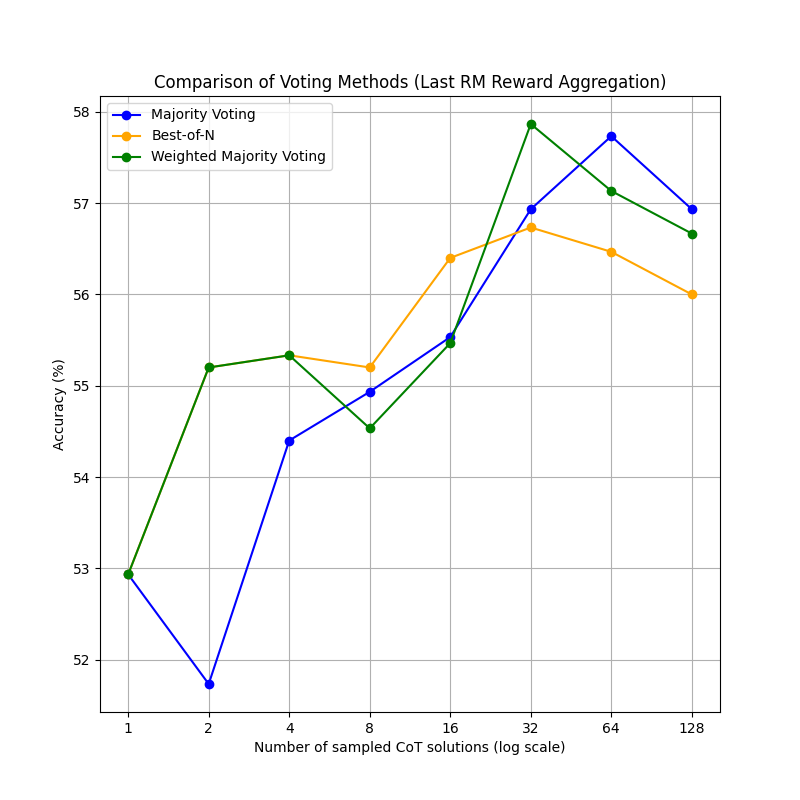 Comparison of Voting Methods (Last RM Reward Aggregation)
Majority Voting
Best-of-N
Weighted Majority Voting
58
57
56
55
54
53
52
Accuracy (%)
1 2 4 8 16 32 64 128
Number of sampled CoT solutions (log scale)